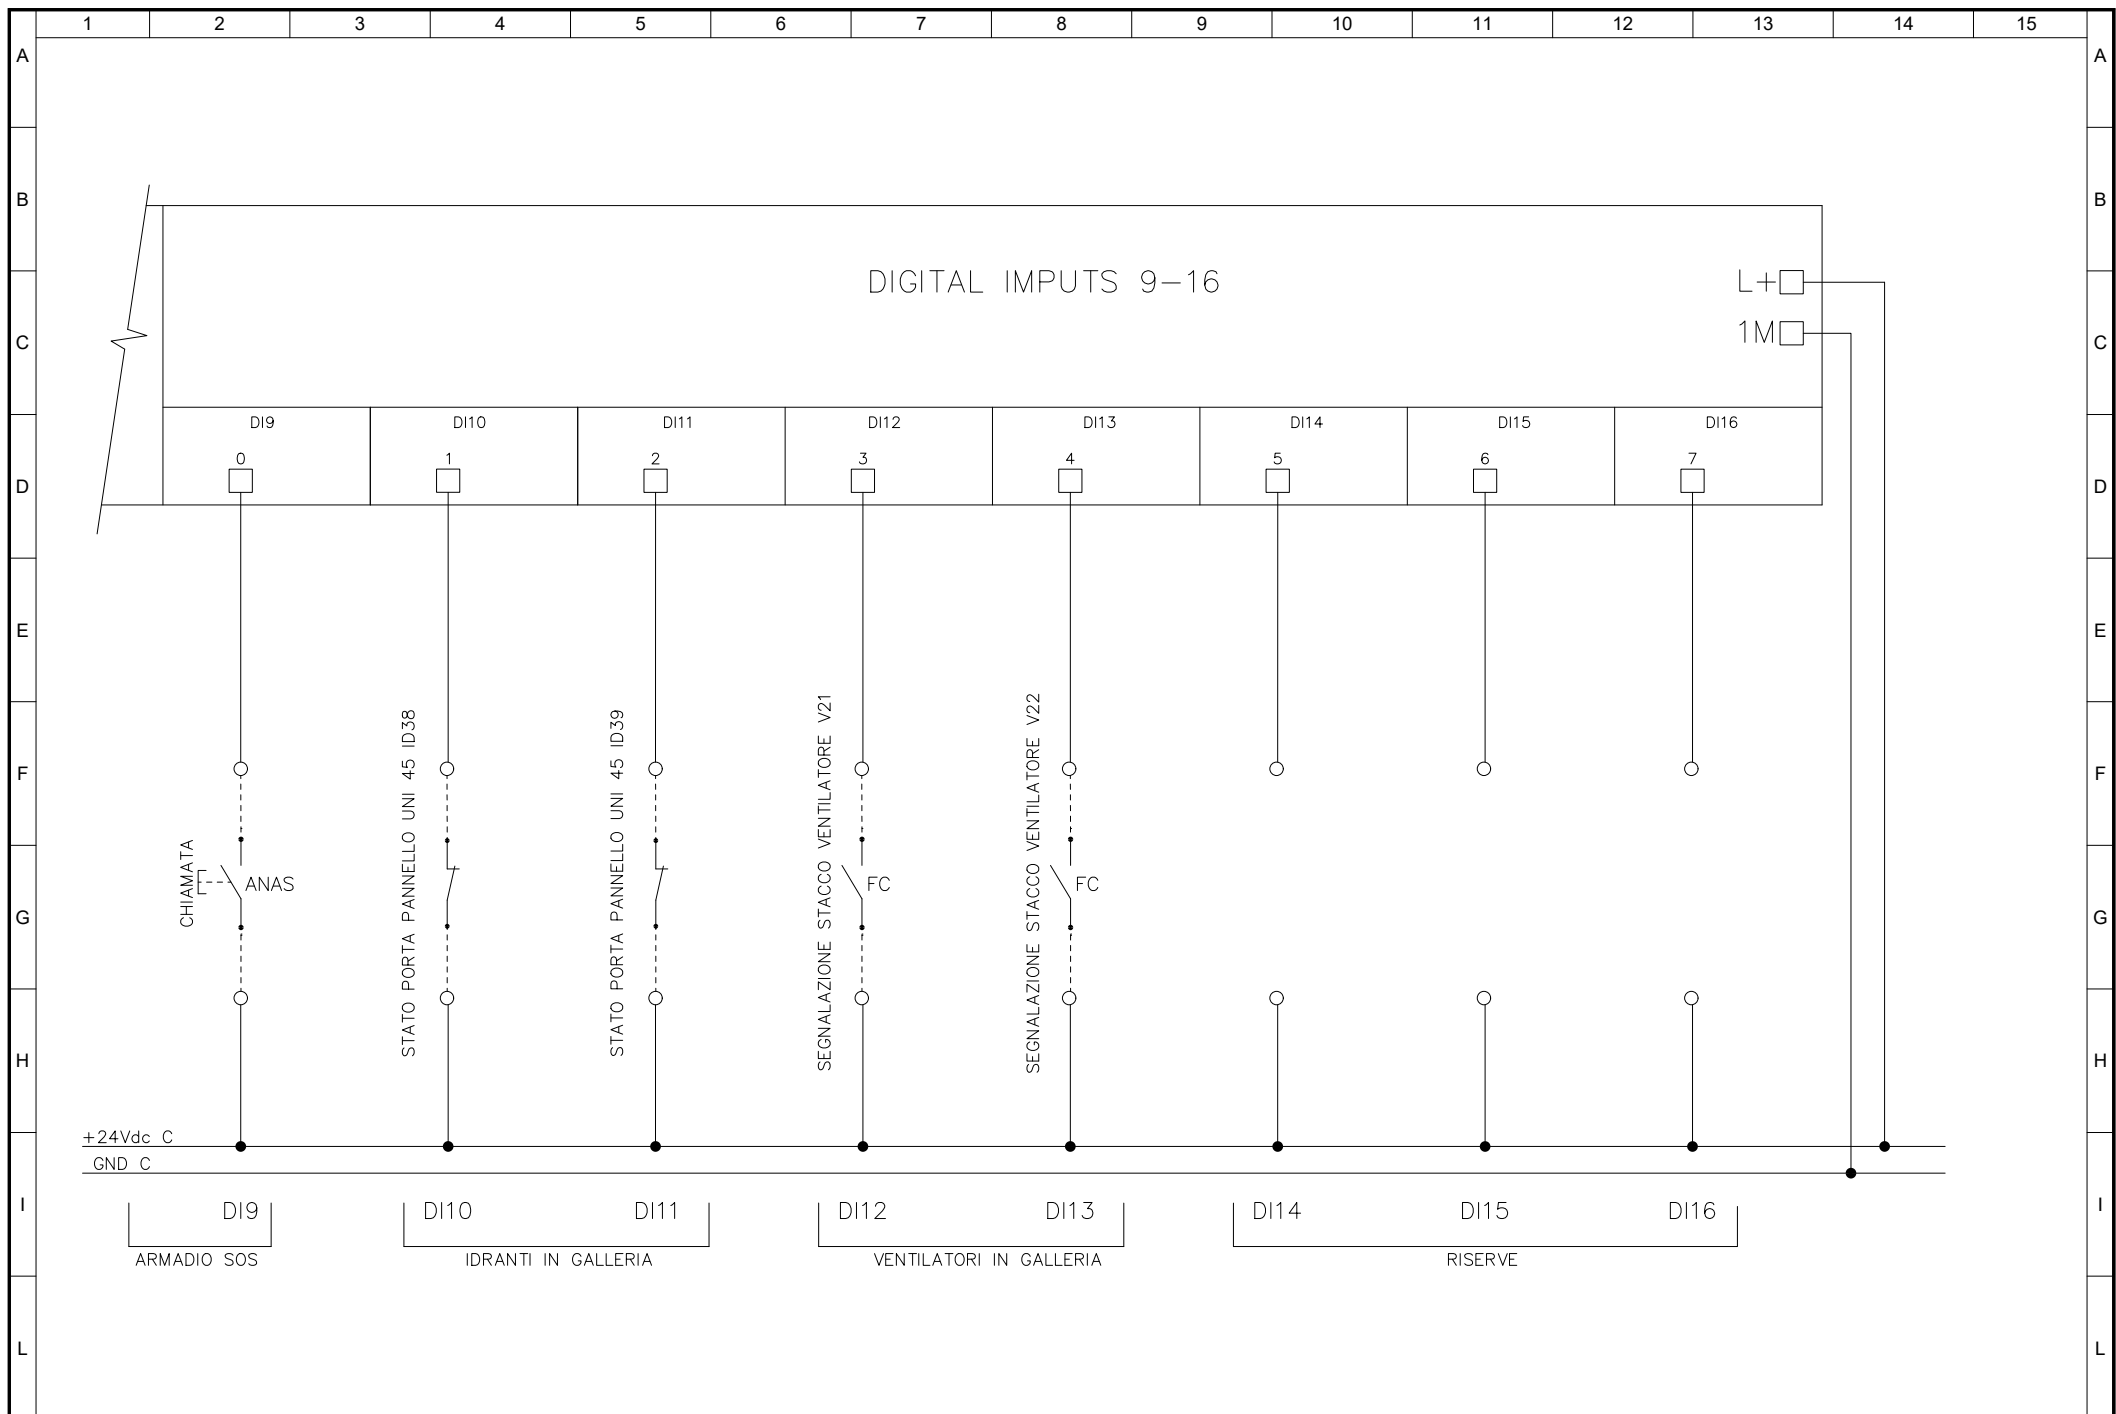 1 2 3 4 5 6 7 8 9 10 11 12 13 14 15
A A
B B
DIGITAL IMPUTS 9-16
L+
1M
C C
DI9 DI10 DI11 DI12 DI13 DI14 DI15 DI16
0 1 2 3 4 5 6 7
D D
E E
F F
CHIAMATA
ANAS
STATO PORTA PANNELLO UNI 45 ID38
STATO PORTA PANNELLO UNI 45 ID39
SEGNALAZIONE STACCO VENTILATORE V21
FC
SEGNALAZIONE STACCO VENTILATORE V22
FC
G G
H H
+24Vdc C
GND C
I I
DI9 DI10 DI11 DI12 DI13 DI14 DI15 DI16
ARMADIO SOS IDRANTI IN GALLERIA VENTILATORI IN GALLERIA RISERVE
L L